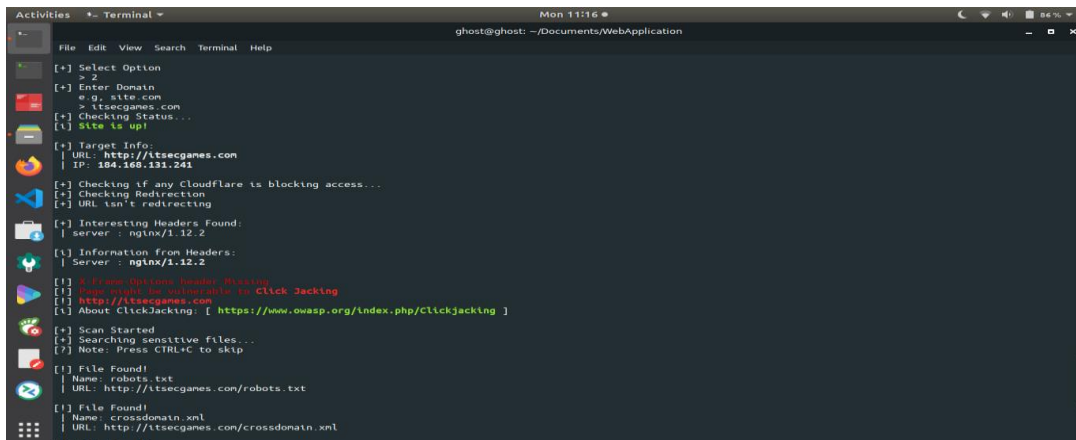 Activities Terminal Mon 11:16 86 %
ghost@ghost: ~/Documents/WebApplication
File Edit View Search Terminal Help
[+] Select Option
> 2
[+] Enter Domain
e.g, site.com
> itsecgames.com
[+] Checking Status...
[i] Site is up!
[+] Target Info:
| URL: http://itsecgames.com
| IP: 184.168.131.241
[+] Checking if any Cloudflare is blocking access...
[+] Checking Redirection
[+] URL isn't redirecting
[+] Interesting Headers Found:
| server : nginx/1.12.2
[i] Information from Headers:
| Server : nginx/1.12.2
[!] X-Frame-Options header Missing
[!] Page might be vulnerable to Click Jacking
[!] http://itsecgames.com
[i] About ClickJacking: [ https://www.owasp.org/index.php/Clickjacking ]
[+] Scan Started
[+] Searching sensitive files...
[?] Note: Press CTRL+C to skip
[!] File Found!
| Name: robots.txt
| URL: http://itsecgames.com/robots.txt
[!] File Found!
| Name: crossdomain.xml
| URL: http://itsecgames.com/crossdomain.xml